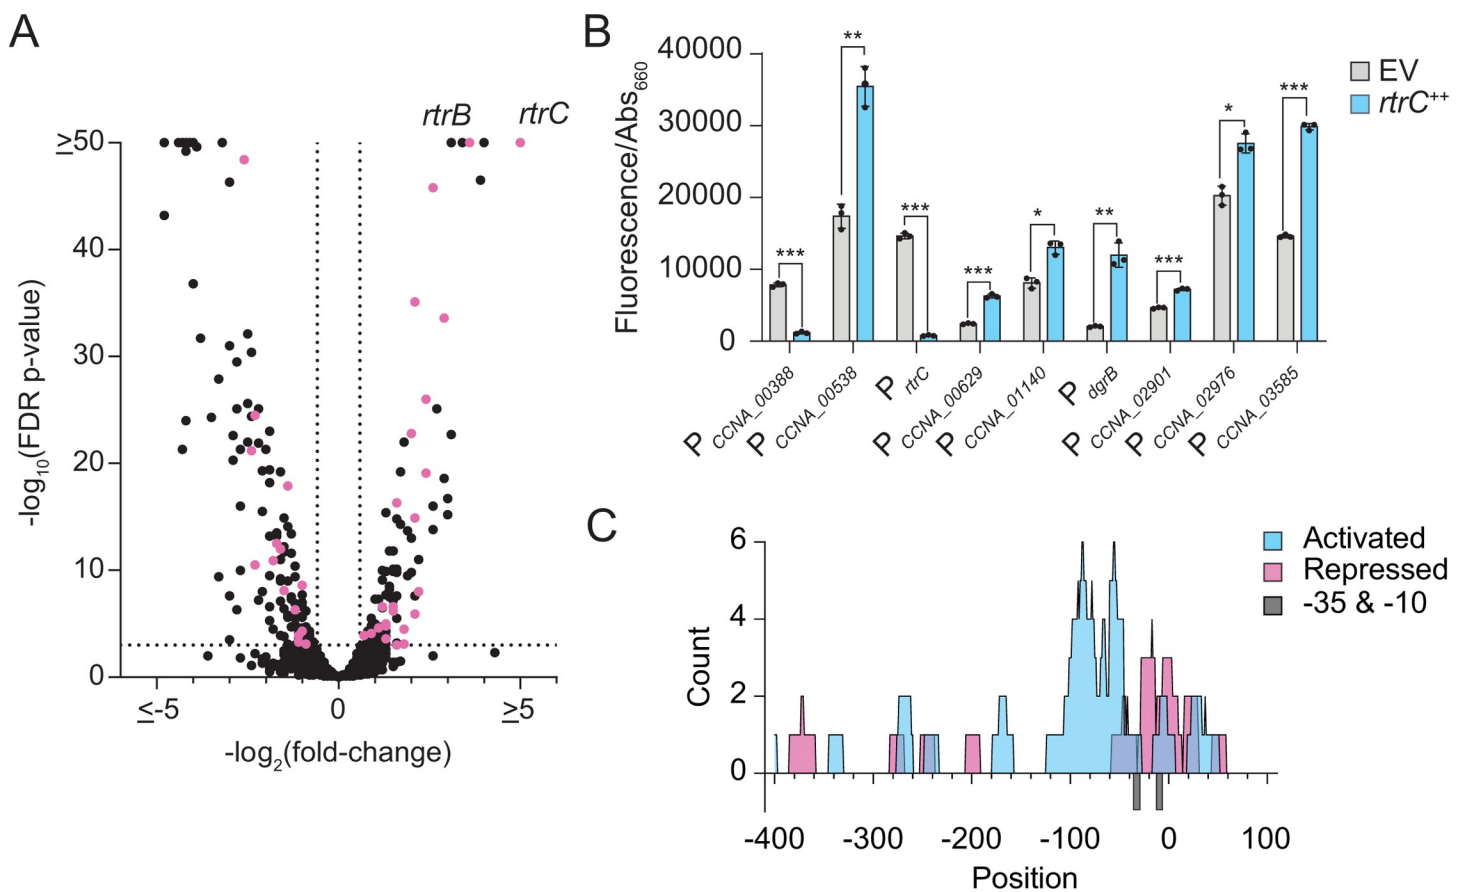 A
rtrB rtrC
≥50
40
30
20
10
0
≤-5 0 ≥5
-log10(FDR p-value)
-log2(fold-change)
B
40000
30000
20000
10000
0
Fluorescence/Abs660
*** ** *** *** * ** *** * ***
EV
rtrC++
P CCNA_00388
P CCNA_00538
P rtrC
P CCNA_00629
P CCNA_01140
P dgrB
P CCNA_02901
P CCNA_02976
P CCNA_03585
C
6
4
2
0
Count
-400 -300 -200 -100 0 100
Position
Activated
Repressed
-35 & -10